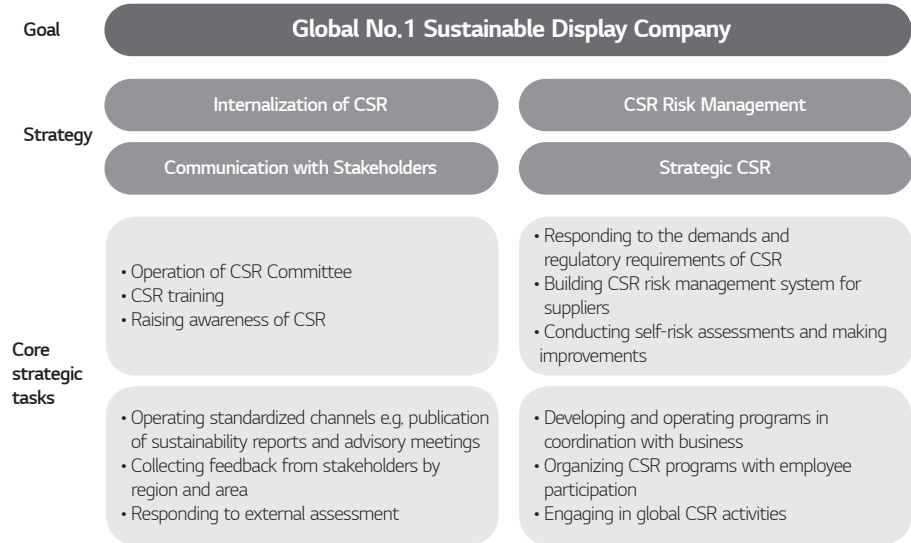 Goal
Global No.1 Sustainable Display Company
Strategy
Internalization of CSR
CSR Risk Management
Communication with Stakeholders
Strategic CSR
Core
strategic
tasks
• Operation of CSR Committee
• CSR training
• Raising awareness of CSR
• Responding to the demands and
regulatory requirements of CSR
• Building CSR risk management system for
suppliers
• Conducting self-risk assessments and making
improvements
• Operating standardized channels e.g. publication
of sustainability reports and advisory meetings
• Collecting feedback from stakeholders by
region and area
• Responding to external assessment
• Developing and operating programs in
coordination with business
• Organizing CSR programs with employee
participation
• Engaging in global CSR activities